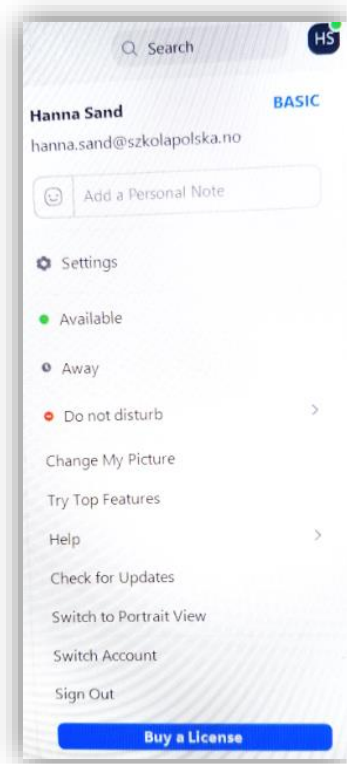 Search
HS
Hanna Sand
BASIC
hanna.sand@szkolapolska.no
Add a Personal Note
Settings
Available
Away
Do not disturb
Change My Picture
Try Top Features
Help
Check for Updates
Switch to Portrait View
Switch Account
Sign Out
Buy a License